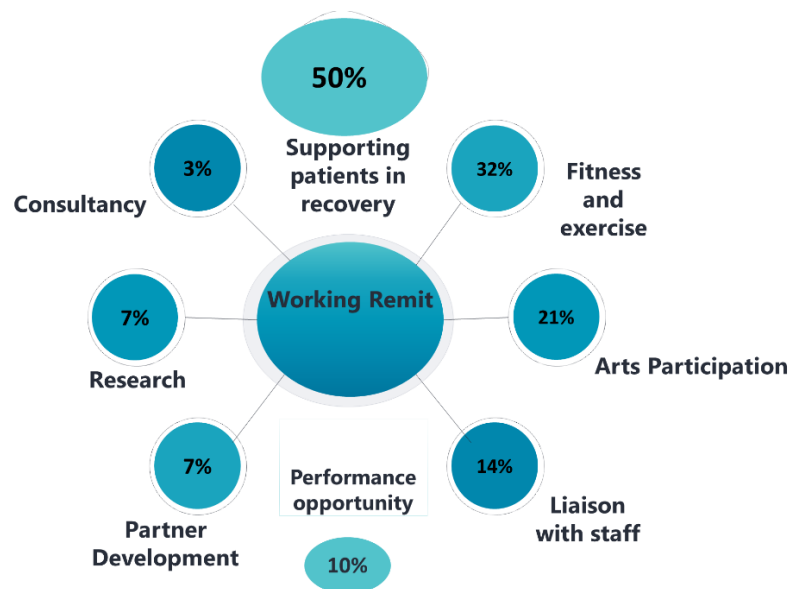 50%
Supporting
patients in
recovery
32%
Fitness
and
exercise
21%
Arts Participation
14%
Liaison
with staff
Performance
opportunity
10%
7%
Partner
Development
7%
Research
3%
Consultancy
Working Remit